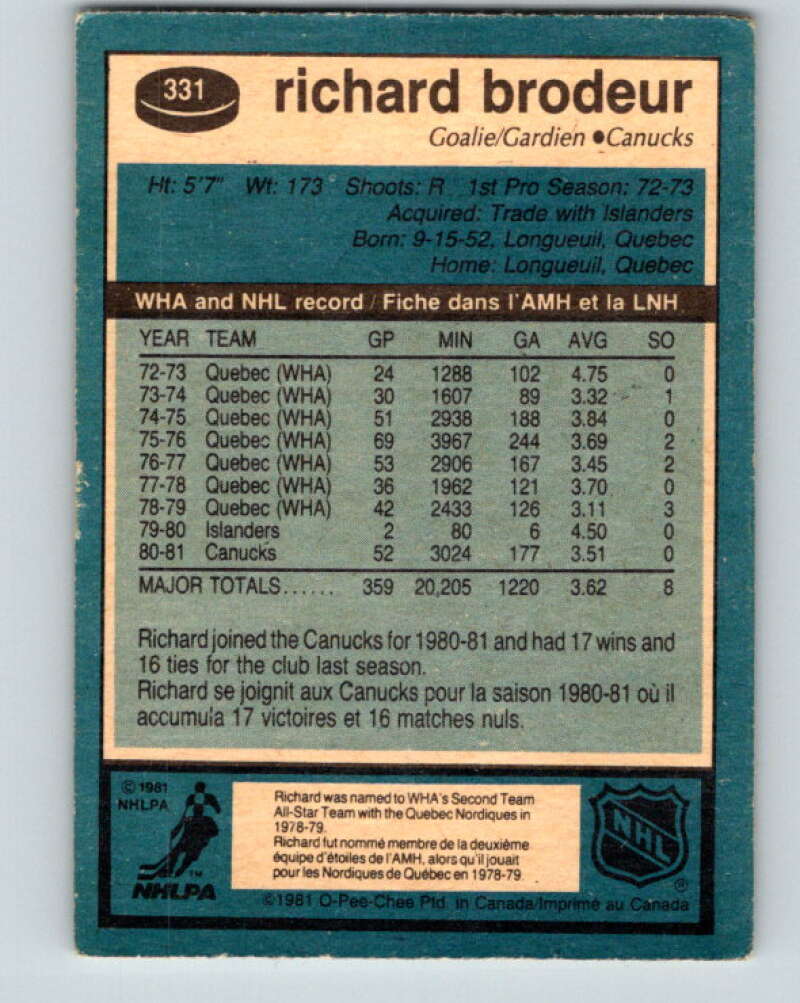 331
richard brodeur
Goalie/Gardien ●Canucks
Ht: 5'7" Wt: 173 Shoots: R 1st Pro Season: 72-73
Acquired: Trade with Islanders
Born: 9-15-52, Longueuil, Quebec
Home: Longueuil, Quebec
WHA and NHL record / Fiche dans l'AMH et la LNH
YEAR TEAM GP MIN GA AVG SO
72-73 Quebec (WHA) 24 1288 102 4.75 0
73-74 Quebec (WHA) 30 1607 89 3.32 1
74-75 Quebec (WHA) 51 2938 188 3.84 0
75-76 Quebec (WHA) 69 3967 244 3.69 2
76-77 Quebec (WHA) 53 2906 167 3.45 2
77-78 Quebec (WHA) 36 1962 121 3.70 0
78-79 Quebec (WHA) 42 2433 126 3.11 3
79-80 Islanders 2 80 6 4.50 0
80-81 Canucks 52 3024 177 3.51 0
MAJOR TOTALS...... 359 20,205 1220 3.62 8
Richard joined the Canucks for 1980-81 and had 17 wins and
16 ties for the club last season.
Richard se joignit aux Canucks pour la saison 1980-81 où il
accumula 17 victoires et 16 matches nuls.
© 1981
NHLPA
TM
NHLPA
Richard was named to WHA's Second Team
All-Star Team with the Quebec Nordiques in
1978-79.
Richard fut nommé membre de la deuxième
équipe d'étoiles de l'AMH, alors qu'il jouait
pour les Nordiques de Québec en 1978-79.
NHL
®
©1981 O-Pee-Chee Ptd. in Canada/Imprimé au Canada